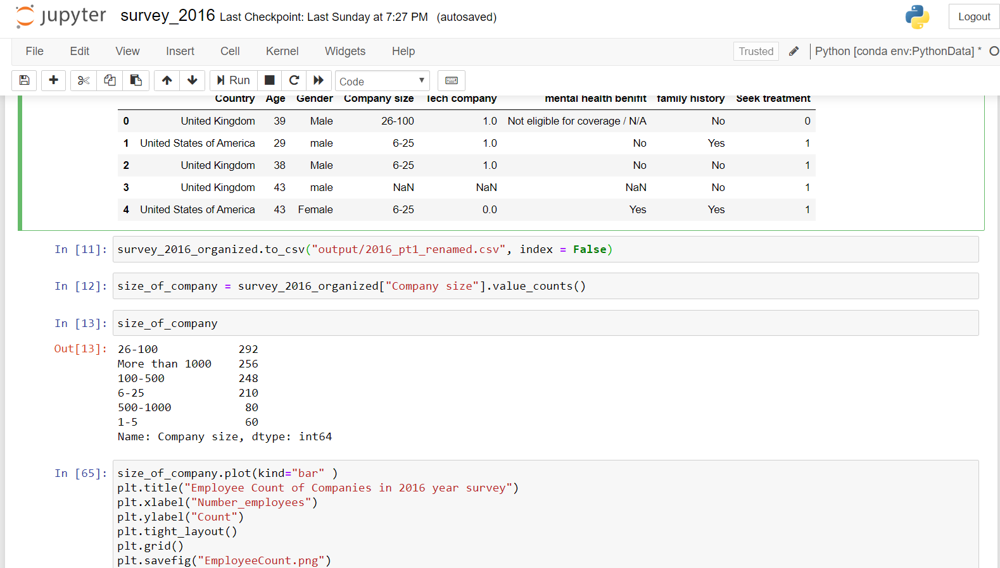 jupyter survey_2016 Last Checkpoint: Last Sunday at 7:27 PM (autosaved) Logout
File Edit View Insert Cell Kernel Widgets Help Trusted Python [conda env:PythonData] *
Run Code
Country Age Gender Company size Tech company mental health benifit family history Seek treatment
0 United Kingdom 39 Male 26-100 1.0 Not eligible for coverage / N/A No 0
1 United States of America 29 male 6-25 1.0 No Yes 1
2 United Kingdom 38 Male 6-25 1.0 No No 1
3 United Kingdom 43 male NaN NaN NaN No 1
4 United States of America 43 Female 6-25 0.0 Yes Yes 1
In [11]: survey_2016_organized.to_csv("output/2016_pt1_renamed.csv", index = False)
In [12]: size_of_company = survey_2016_organized["Company size"].value_counts()
In [13]: size_of_company
Out[13]: 26-100 292
More than 1000 256
100-500 248
6-25 210
500-1000 80
1-5 60
Name: Company size, dtype: int64
In [65]: size_of_company.plot(kind="bar" )
plt.title("Employee Count of Companies in 2016 year survey")
plt.xlabel("Number_employees")
plt.ylabel("Count")
plt.tight_layout()
plt.grid()
plt.savefig("EmployeeCount.png")